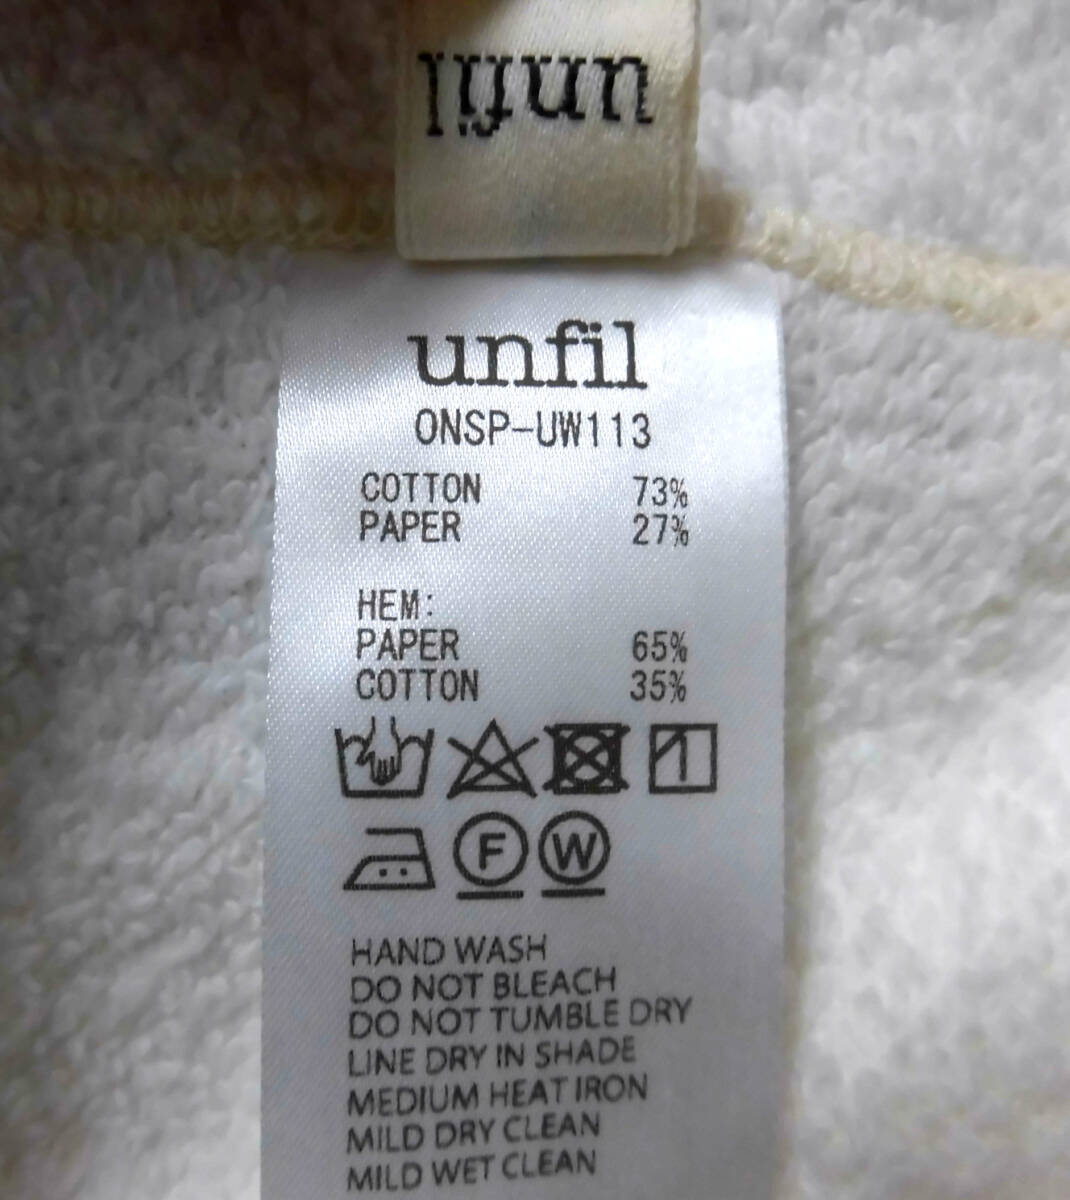 unfil
unfil
ONSP-UW113
COTTON 73%
PAPER 27%
HEM:
PAPER 65%
COTTON 35%
F W
HAND WASH
DO NOT BLEACH
DO NOT TUMBLE DRY
LINE DRY IN SHADE
MEDIUM HEAT IRON
MILD DRY CLEAN
MILD WET CLEAN